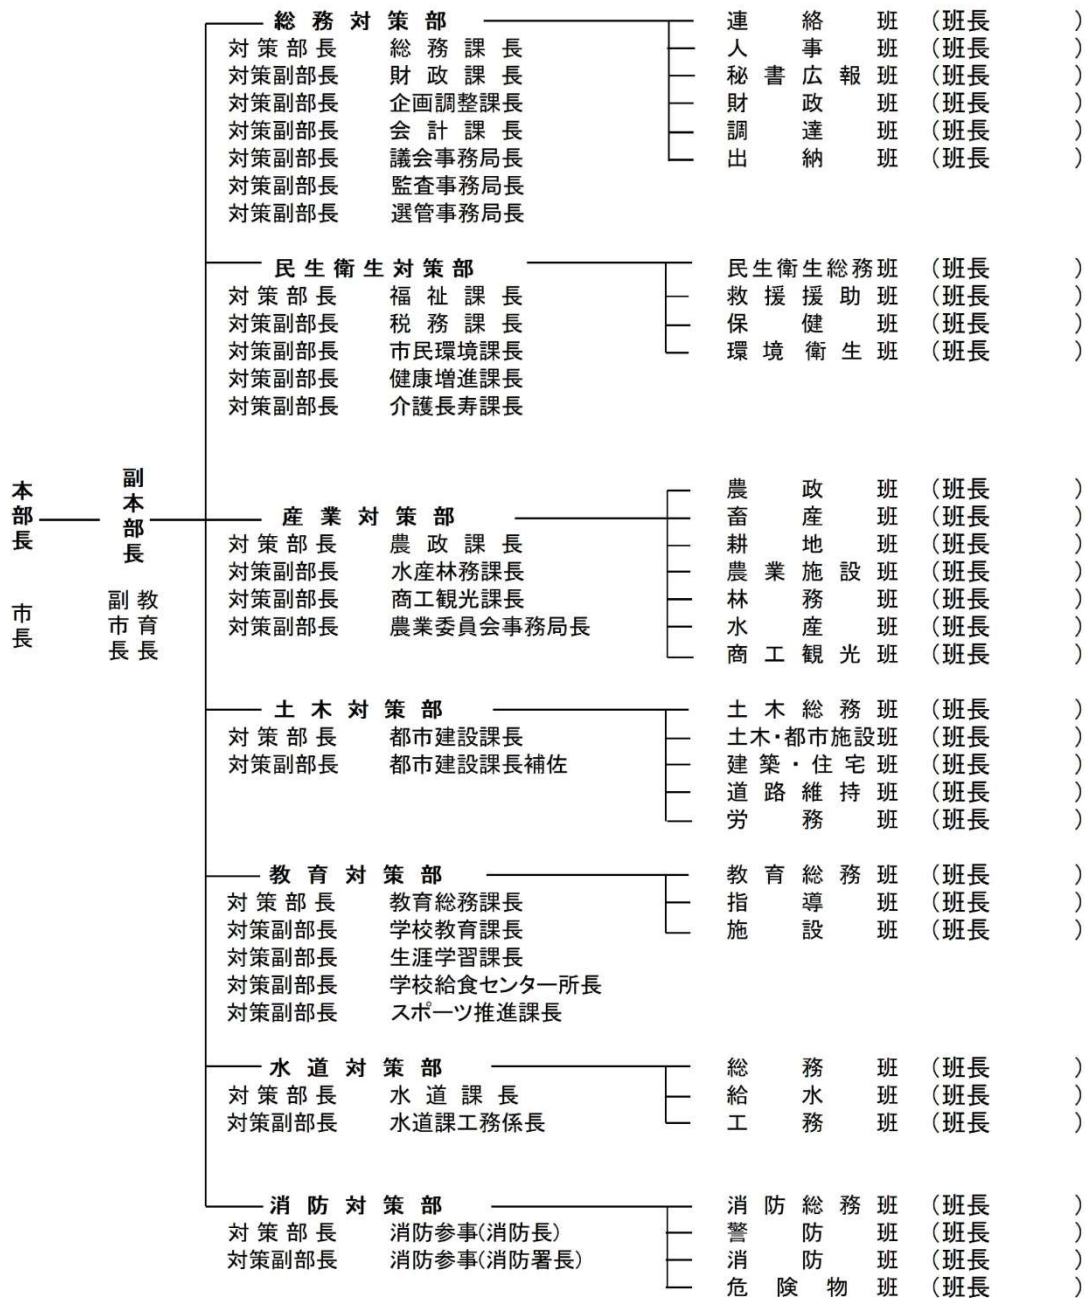 本部長 市長
副本部長 副市長 教育長
総務対策部
対策部長 総務課長
対策副部長 財政課長
対策副部長 企画調整課長
対策副部長 会計課長
対策副部長 議会事務局長
対策副部長 監査事務局長
対策副部長 選管事務局長
連絡班 (班長 )
人事班 (班長 )
秘書広報班 (班長 )
財政班 (班長 )
調達班 (班長 )
出納班 (班長 )
民生衛生対策部
対策部長 福祉課長
対策副部長 税務課長
対策副部長 市民環境課長
対策副部長 健康増進課長
対策副部長 介護長寿課長
民生衛生総務班 (班長 )
救援援助班 (班長 )
保健班 (班長 )
環境衛生班 (班長 )
産業対策部
対策部長 農政課長
対策副部長 水産林務課長
対策副部長 商工観光課長
対策副部長 農業委員会事務局長
農政班 (班長 )
畜産班 (班長 )
耕地班 (班長 )
農業施設班 (班長 )
林務班 (班長 )
水産班 (班長 )
商工観光班 (班長 )
土木対策部
対策部長 都市建設課長
対策副部長 都市建設課長補佐
土木総務班 (班長 )
土木・都市施設班 (班長 )
建築・住宅班 (班長 )
道路維持班 (班長 )
労務班 (班長 )
教育対策部
対策部長 教育総務課長
対策副部長 学校教育課長
対策副部長 生涯学習課長
対策副部長 学校給食センター所長
対策副部長 スポーツ推進課長
教育総務班 (班長 )
指導班 (班長 )
施設班 (班長 )
水道対策部
対策部長 水道課長
対策副部長 水道課工務係長
総務班 (班長 )
給水班 (班長 )
工務班 (班長 )
消防対策部
対策部長 消防参事(消防長)
対策副部長 消防参事(消防署長)
消防総務班 (班長 )
警防班 (班長 )
消防班 (班長 )
危険物班 (班長 )